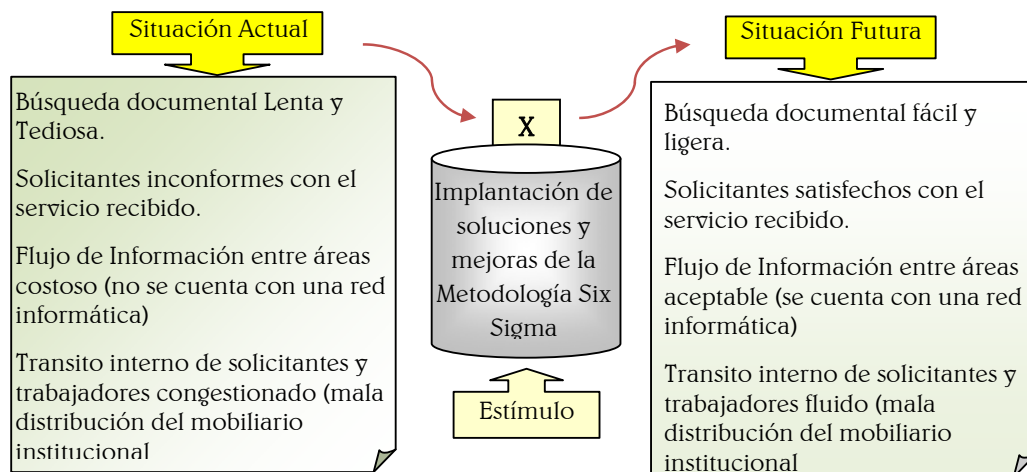 Situación Actual
Búsqueda documental Lenta y
Tediosa.
Solicitantes inconformes con el
servicio recibido.
Flujo de Información entre áreas
costoso (no se cuenta con una red
informática)
Transito interno de solicitantes y
trabajadores congestionado (mala
distribución del mobiliario
institucional
X
Implantación de
soluciones y
mejoras de la
Metodología Six
Sigma
Estímulo
Situación Futura
Búsqueda documental fácil y
ligera.
Solicitantes satisfechos con el
servicio recibido.
Flujo de Información entre áreas
aceptable (se cuenta con una red
informática)
Transito interno de solicitantes y
trabajadores fluido (mala
distribución del mobiliario
institucional